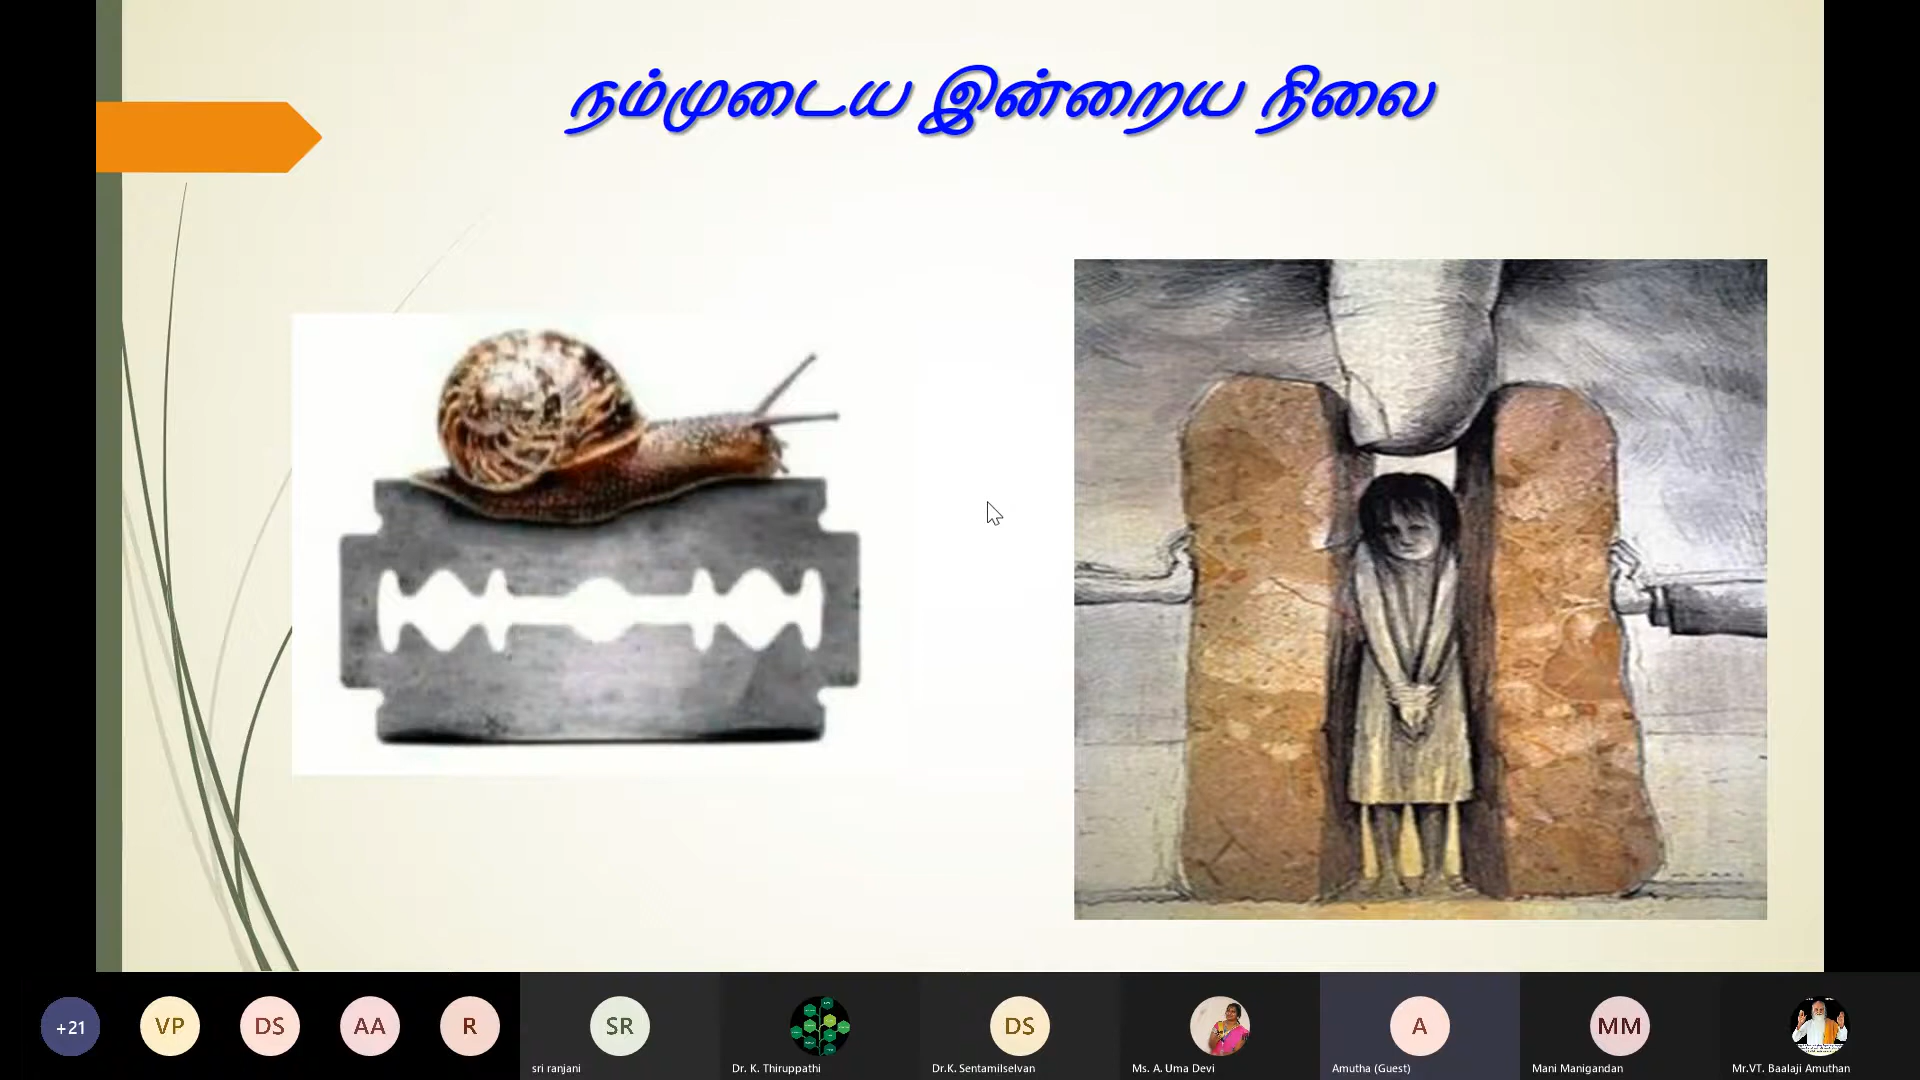 நம்முடைய இன்றைய நிலை
+21
VP
DS
AA
R
SR
sri ranjani
Dr. K. Thiruppathi
DS
Dr.K. Sentamilselvan
Ms. A. Uma Devi
A
Amutha (Guest)
MM
Mani Manigandan
Mr.VT. Baalaji Amuthan